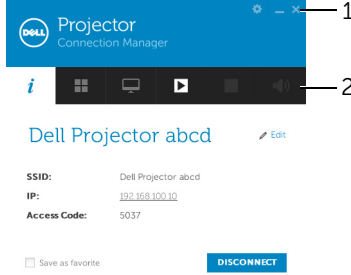 DELL Projector
Connection Manager
1
i
2
Dell Projector abcd
Edit
SSID: Dell Projector abcd
IP: 192.168.100.10
Access Code: 5037
Save as favorite
DISCONNECT